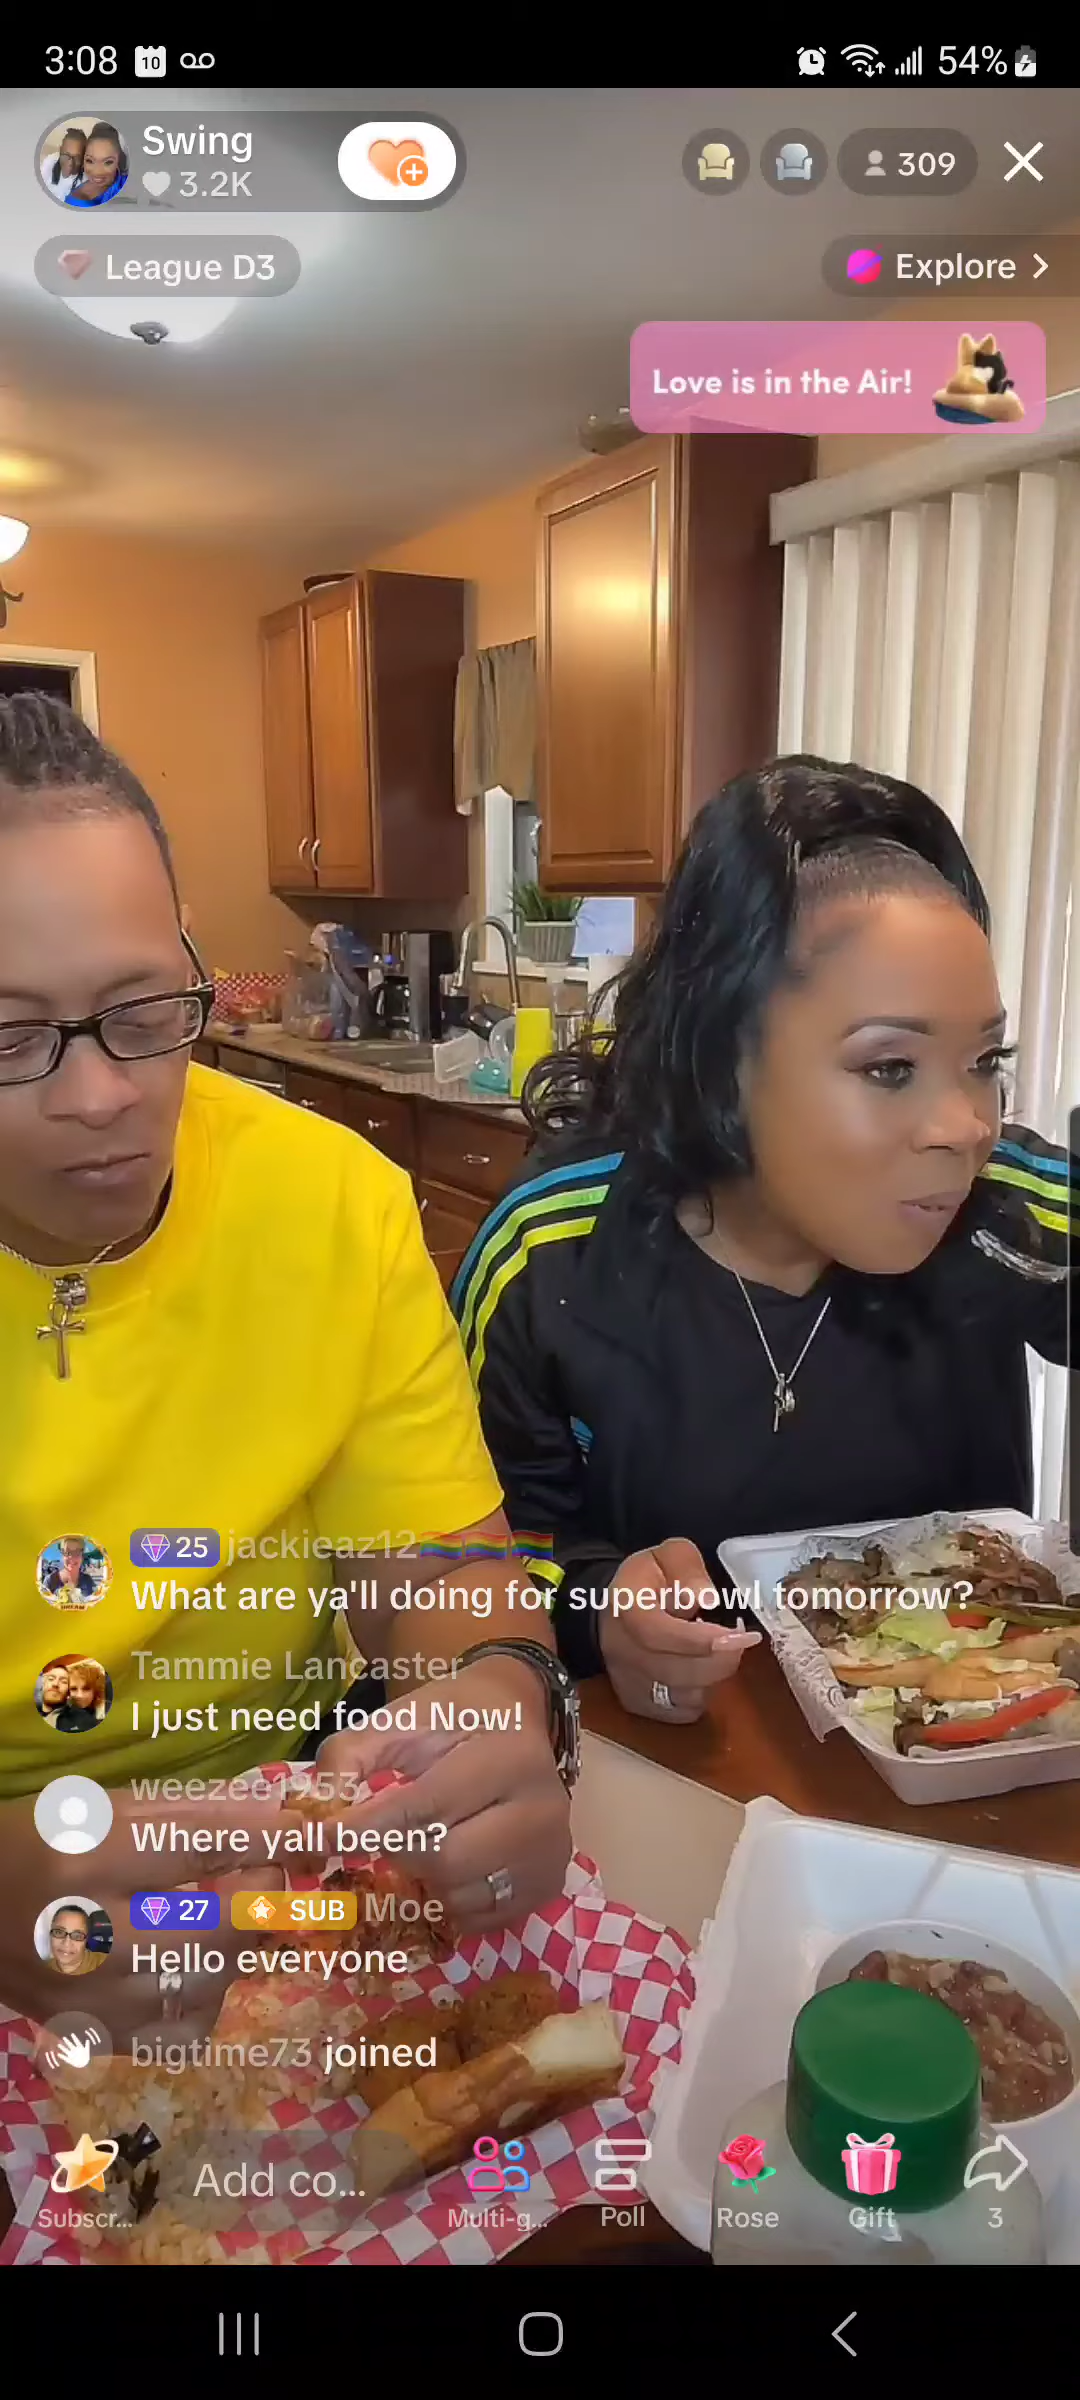 3:08 10 54%
Swing
3.2K
309
League D3
Explore
Love is in the Air!
25 jackieaz12
What are ya'll doing for superbowl tomorrow?
Tammie Lancaster
I just need food Now!
weezee1953
Where yall been?
27 SUB Moe
Hello everyone
bigtime73 joined
Add co...
Subscr... Multi-g... Poll Rose Gift 3